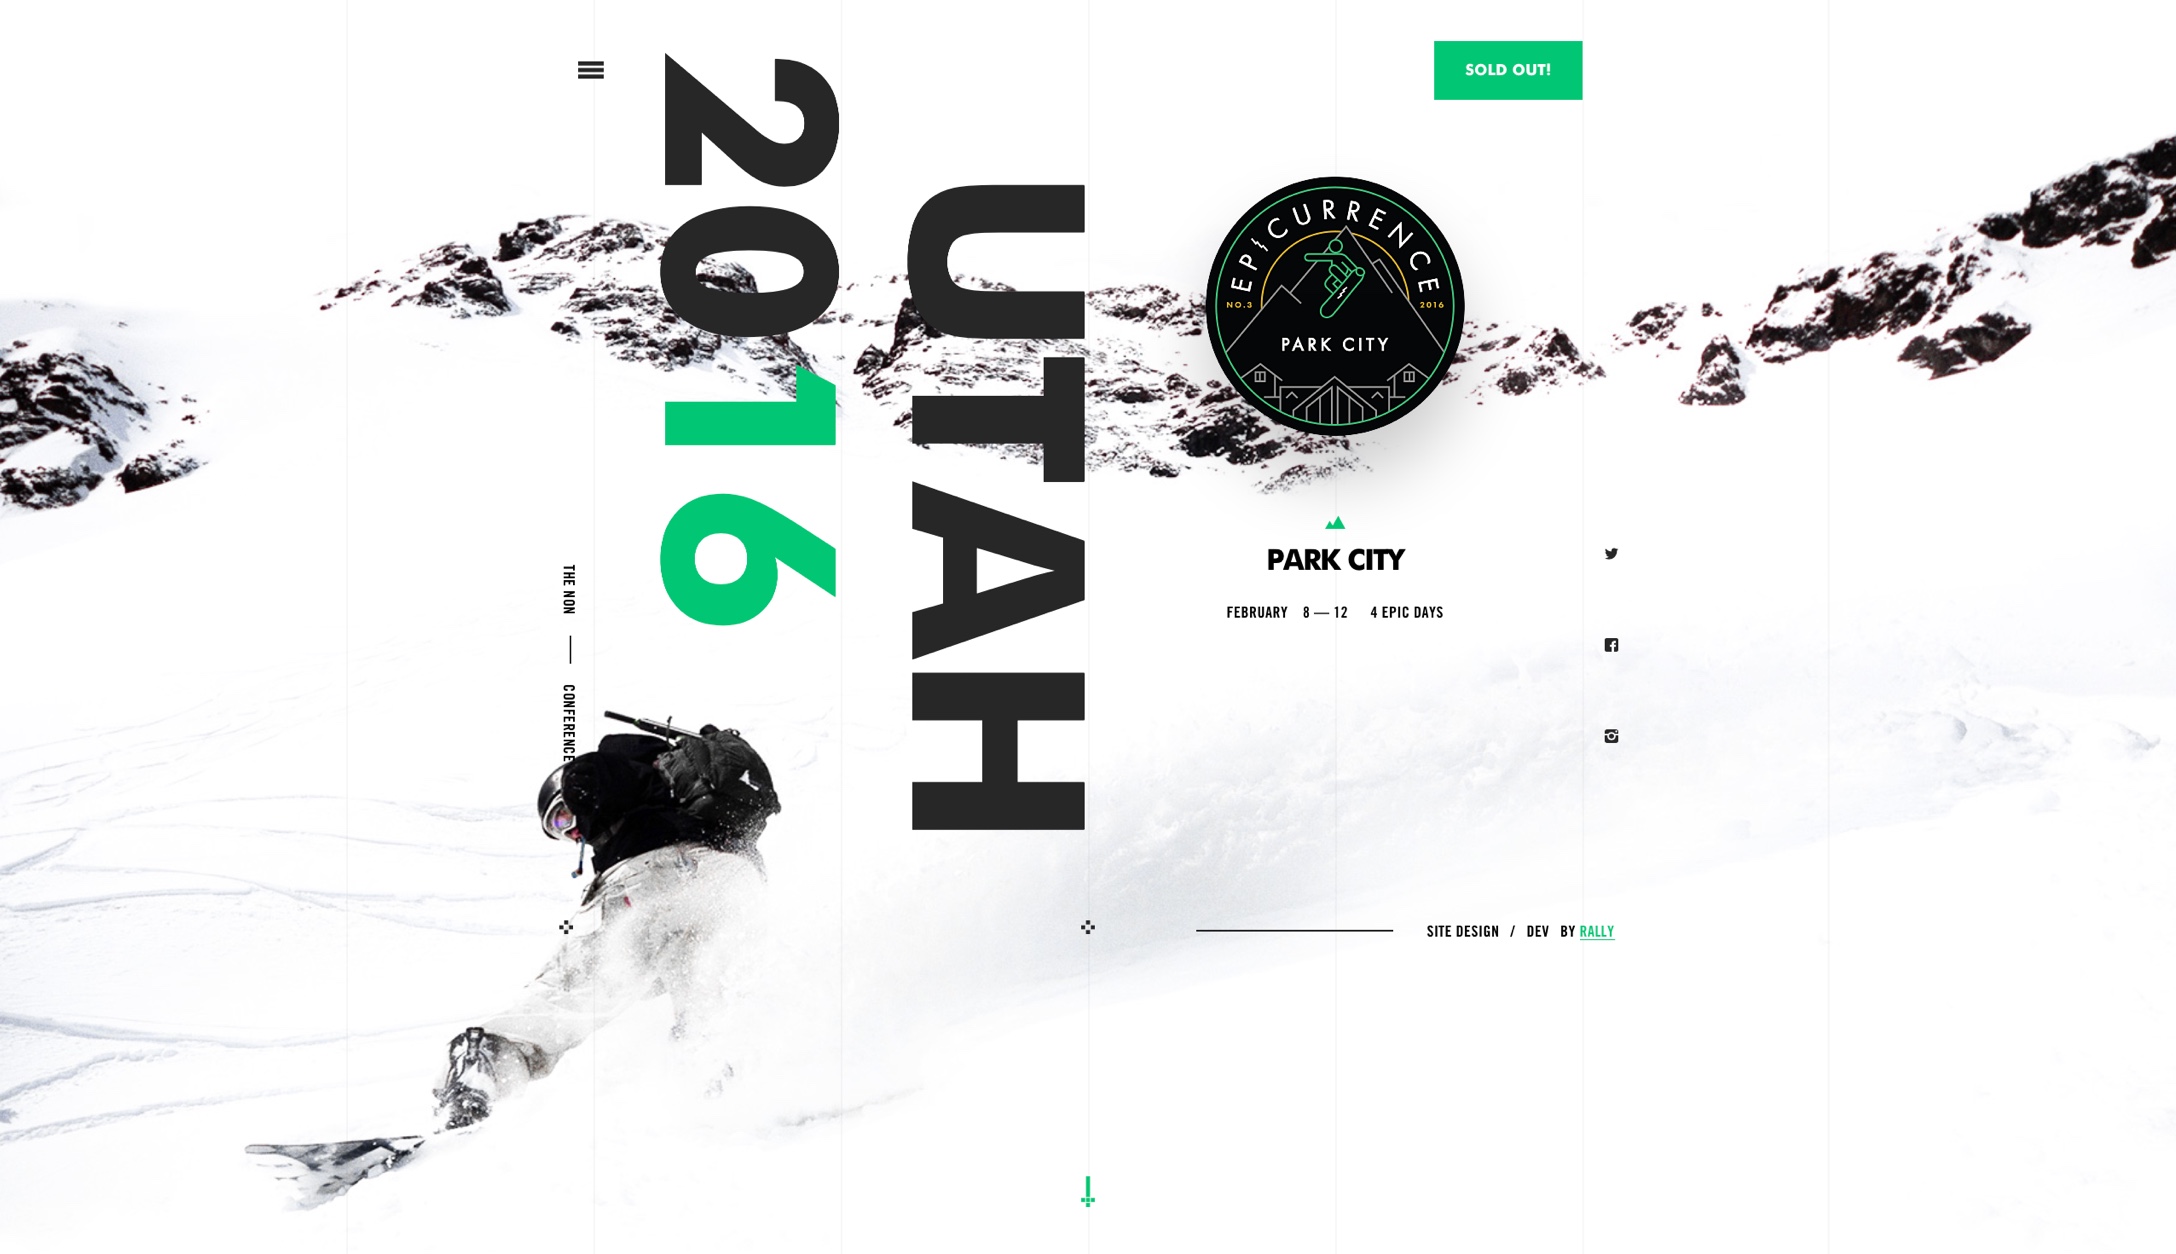 SOLD OUT!
2016
UTAH
EPICURRENCE
NO.3
2016
PARK CITY
PARK CITY
FEBRUARY 8 — 12 4 EPIC DAYS
THE NON — CONFERENCE
SITE DESIGN / DEV BY RALLY